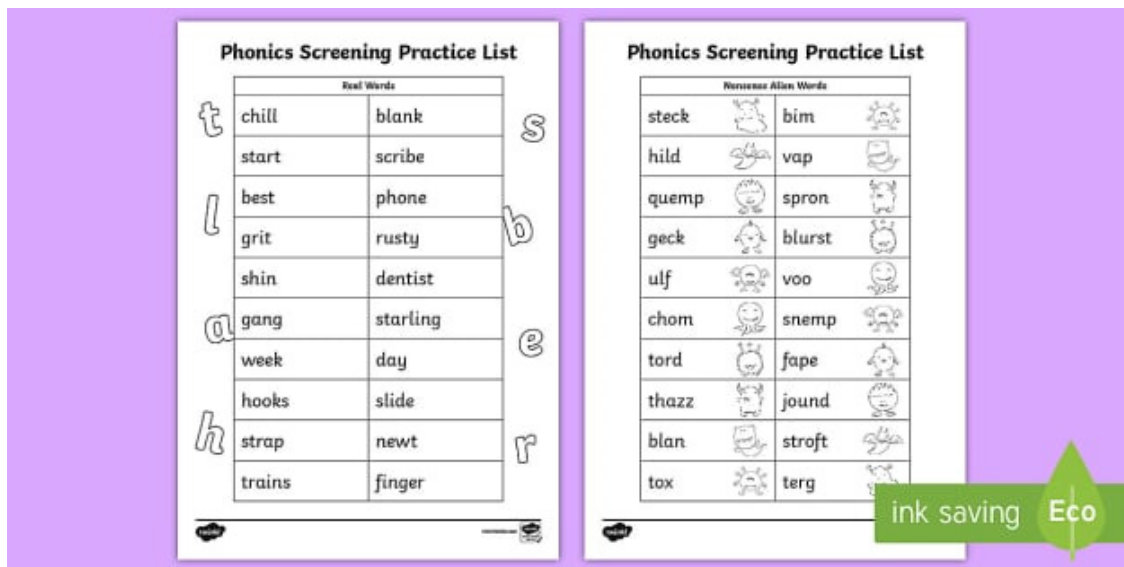 Phonics Screening Practice List
Real Words
chill blank
start scribe
best phone
grit rusty
shin dentist
gang starling
week day
hooks slide
strap newt
trains finger
t
l
a
h
s
b
e
r
Phonics Screening Practice List
Nonsense Alien Words
steck bim
hild vap
quemp spron
geck blurst
ulf voo
chom snemp
tord fape
thazz jound
blan stroft
tox terg
ink saving Eco